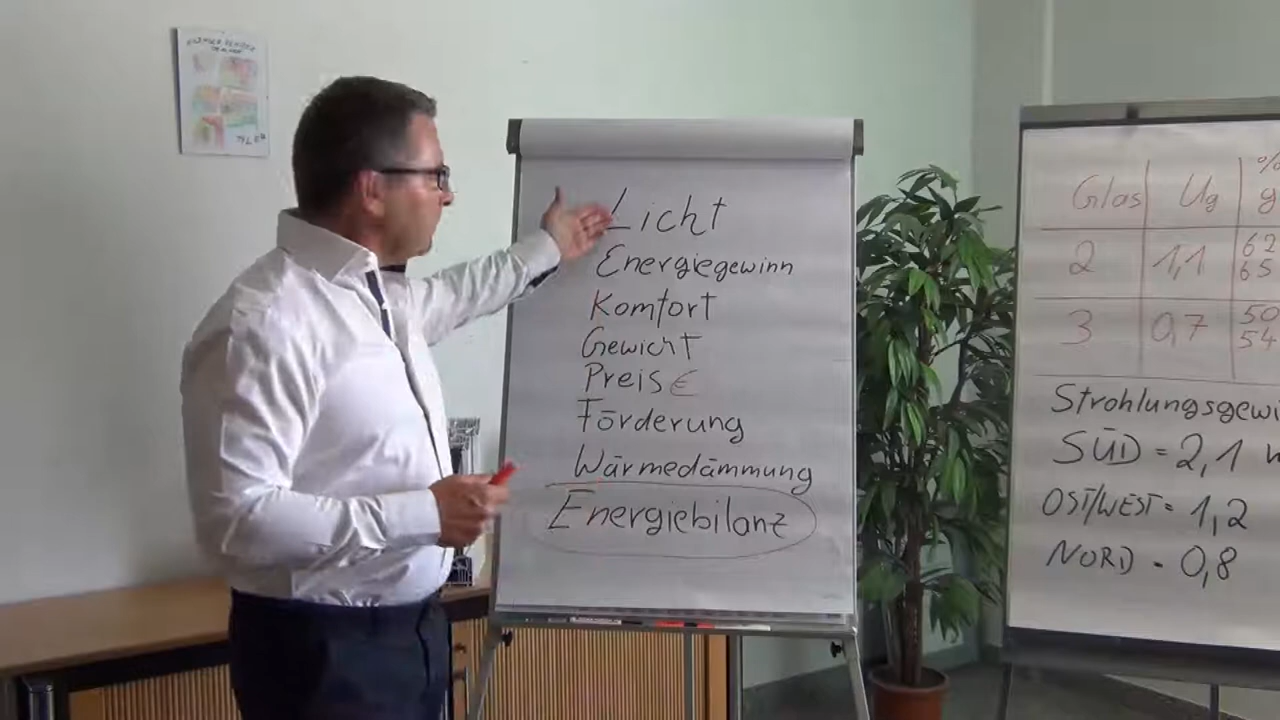 Licht
Energiegewinn
Komfort
Gewicht
Preis €
Förderung
Wärmedämmung
Energiebilanz
Glas Ug % g
2 1,1 62 65
3 0,7 50 54
Strahlungsgewi
SÜD = 2,1
OST/WEST = 1,2
NORD = 0,8